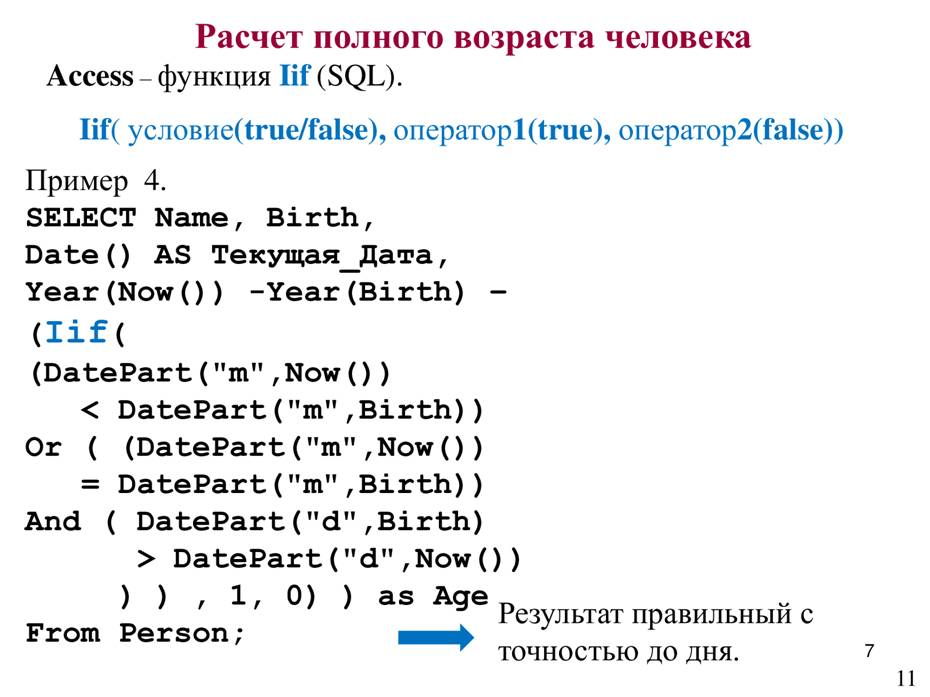 Расчет полного возраста человека
Access – функция Iif (SQL).
Iif( условие(true/false), оператор1(true), оператор2(false))
Пример 4.
SELECT Name, Birth,
Date() AS Текущая_Дата,
Year(Now()) -Year(Birth) –
(Iif(
(DatePart("m",Now())
< DatePart("m",Birth))
Or ( (DatePart("m",Now())
= DatePart("m",Birth))
And ( DatePart("d",Birth)
> DatePart("d",Now())
) ) , 1, 0) ) as Age
From Person;
Результат правильный с
точностью до дня.
7
11